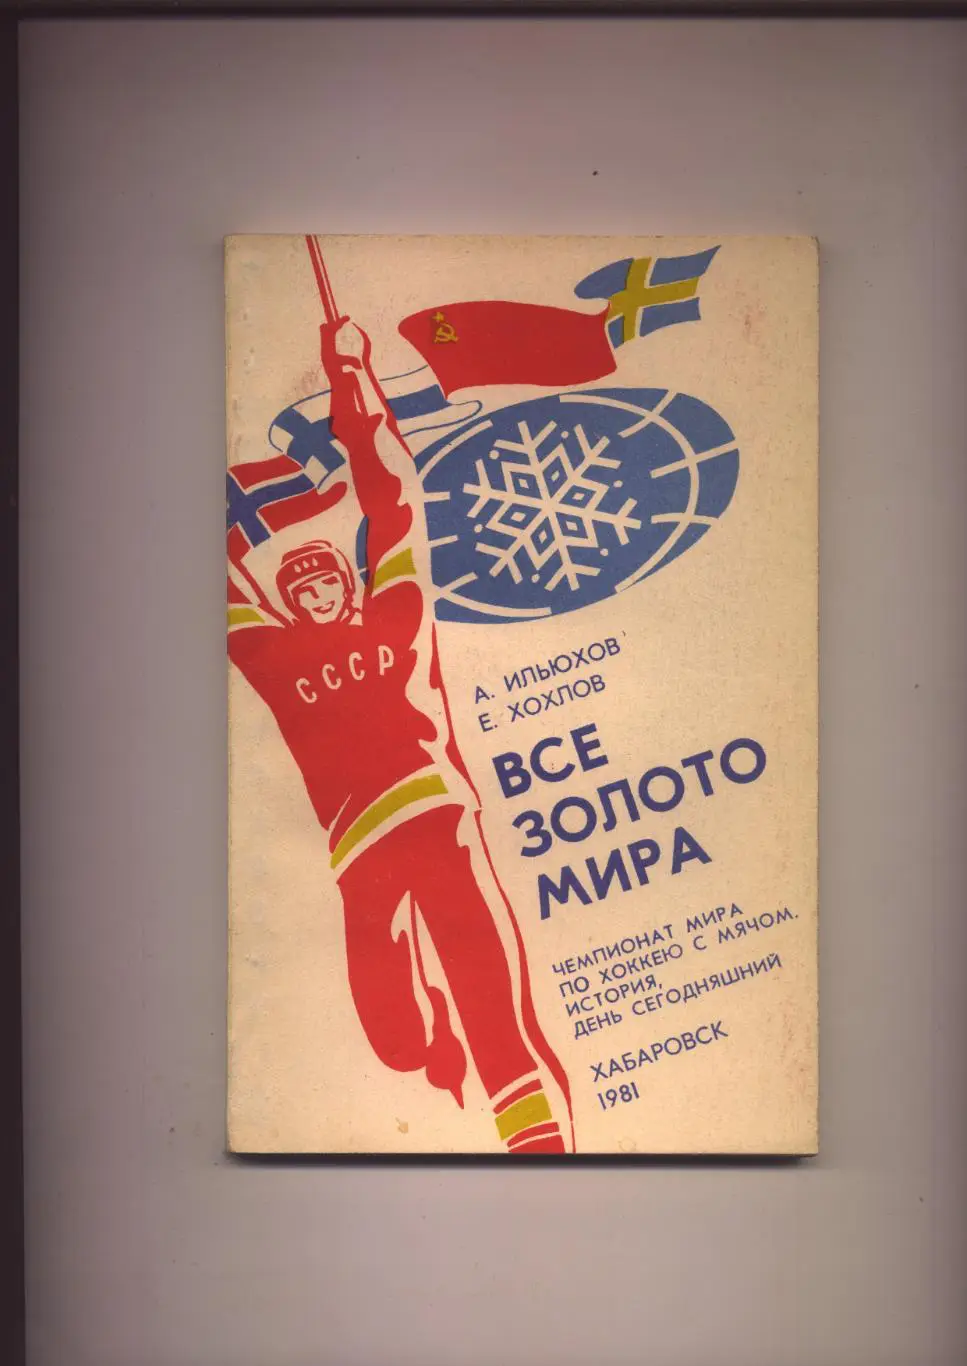 СССР
А. ИЛЬЮХОВ
Е. ХОХЛОВ
ВСЕ
ЗОЛОТО
МИРА
ЧЕМПИОНАТ МИРА
ПО ХОККЕЮ С МЯЧОМ.
ИСТОРИЯ,
ДЕНЬ СЕГОДНЯШНИЙ
ХАБАРОВСК
1981